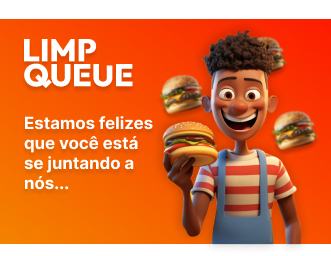 LIMP
QUEUE
Estamos felizes
que você está
se juntando a
nós...